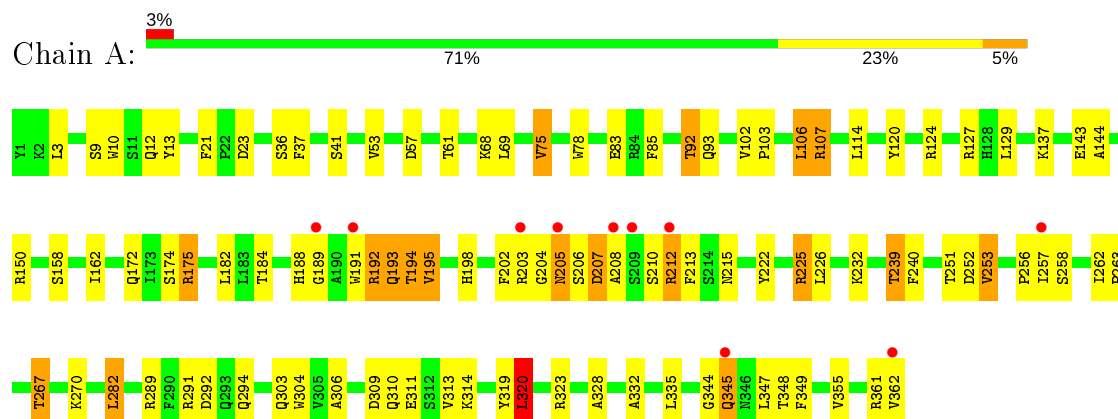 3%
Chain A:
71% 23% 5%
Y1 K2 L3 S9 W10 S11 Q12 Y13 F21 P22 D23 S36 F37 S41 V53 D57 T61 K68 L69 V75 W78 E83 R84 F85 T92 Q93 V102 P103 L106 R107 L114 Y120 R124 R127 H128 L129 K137 E143 A144
R150 S158 I162 Q172 I173 S174 R175 L182 L183 T184 H188 G189 A190 W191 R192 Q193 T194 V195 H198 F202 R203 G204 N205 S206 D207 A208 S209 S210 R212 F213 S214 N215 Y222 R225 L226 K232 T239 F240 T251 D252 V253 P256 I257 S258 I262
T267 K270 L282 R289 F290 R291 D292 Q293 Q294 Q303 W304 V305 A306 D309 Q310 E311 S312 V313 K314 Y319 L320 R323 A328 A332 L335 G344 Q345 N346 L347 T348 F349 V355 R361 V362